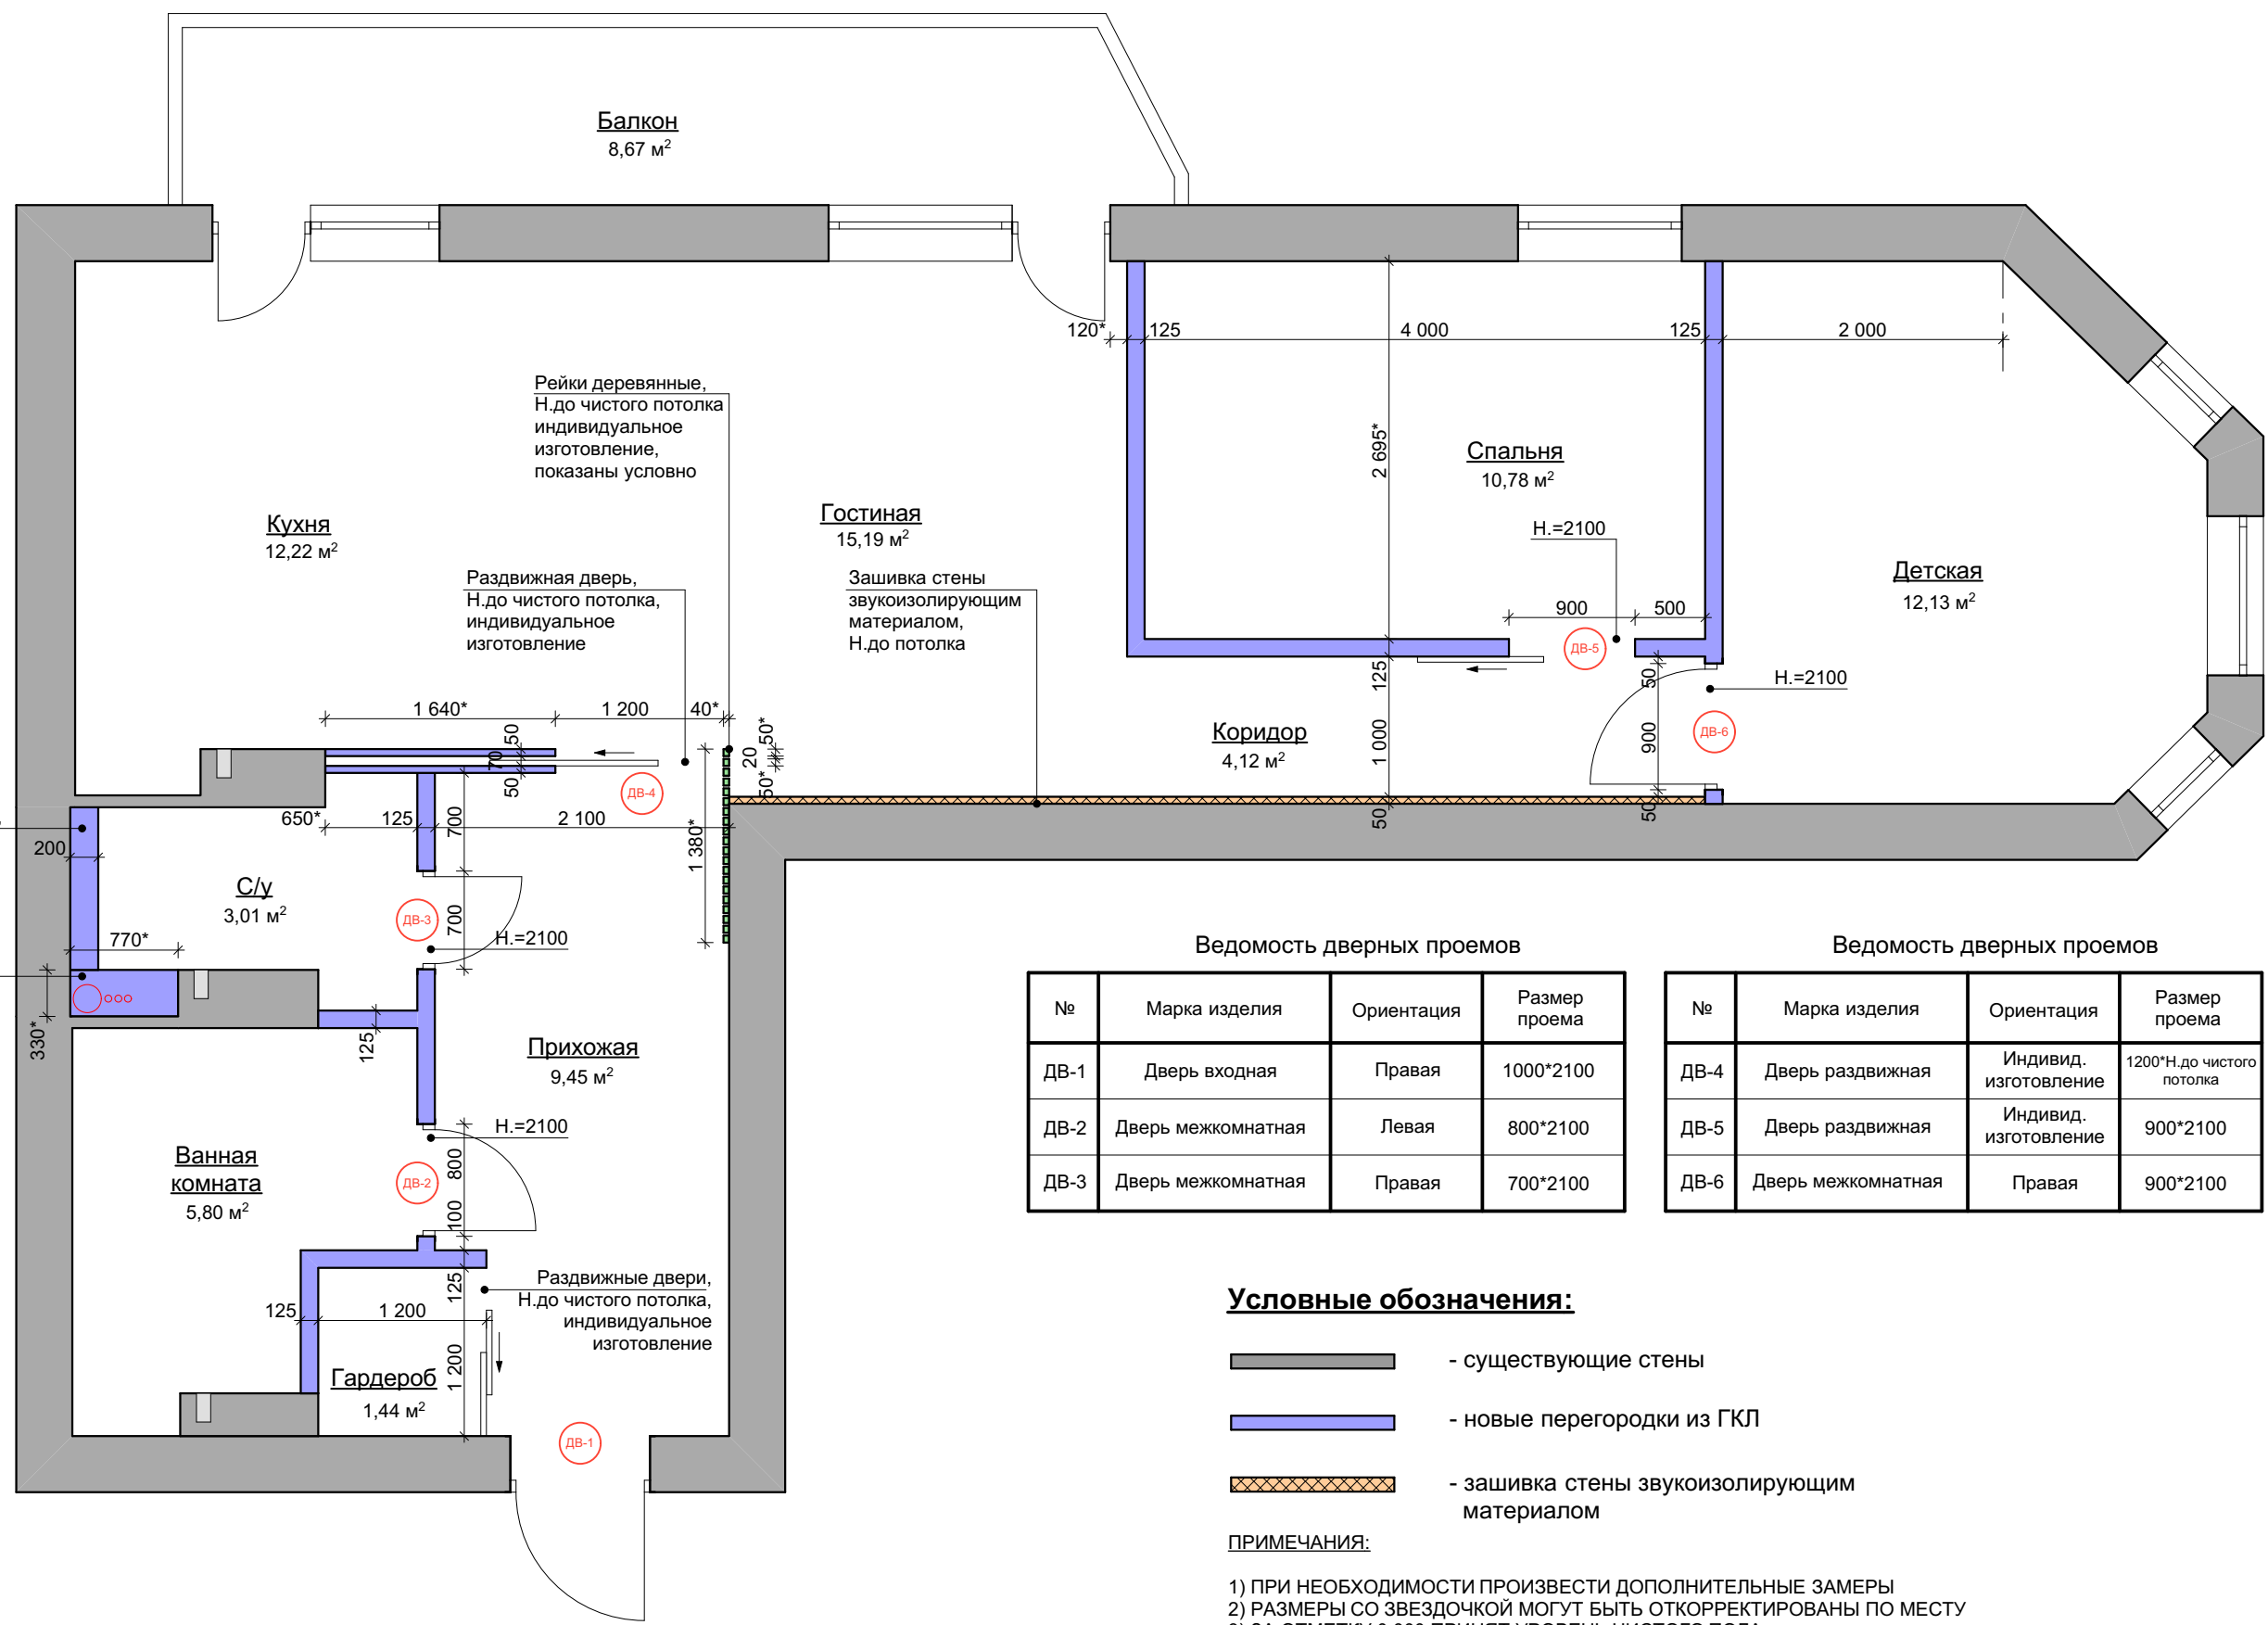 Балкон
8,67 м²
120*
125
4 000
125
2 000
Рейки деревянные,
Н.до чистого потолка
индивидуальное
изготовление,
показаны условно
2 695*
Спальня
10,78 м²
Кухня
12,22 м²
Гостиная
15,19 м²
Н.=2100
Детская
12,13 м²
Раздвижная дверь,
Н.до чистого потолка,
индивидуальное
изготовление
Зашивка стены
звукоизолирующим
материалом,
Н.до потолка
900
500
ДВ-5
125
50
Н.=2100
1 640*
1 200
40*
50
70
50
20
50*
50*
Коридор
4,12 м²
1 000
900
ДВ-6
ДВ-4
650*
125
700
2 100
1 380*
50
50
200
С/у
3,01 м²
ДВ-3
700
770*
Н.=2100
330*
125
Прихожая
9,45 м²
Н.=2100
Ванная
комната
5,80 м²
ДВ-2
800
100
125
Раздвижные двери,
Н.до чистого потолка,
индивидуальное
изготовление
125
1 200
1 200
Гардероб
1,44 м²
ДВ-1
Ведомость дверных проемов
№ Марка изделия Ориентация Размер проема
ДВ-1 Дверь входная Правая 1000*2100
ДВ-2 Дверь межкомнатная Левая 800*2100
ДВ-3 Дверь межкомнатная Правая 700*2100
Ведомость дверных проемов
№ Марка изделия Ориентация Размер проема
ДВ-4 Дверь раздвижная Индивид. изготовление 1200*Н.до чистого потолка
ДВ-5 Дверь раздвижная Индивид. изготовление 900*2100
ДВ-6 Дверь межкомнатная Правая 900*2100
Условные обозначения:
- существующие стены
- новые перегородки из ГКЛ
- зашивка стены звукоизолирующим
материалом
ПРИМЕЧАНИЯ:
1) ПРИ НЕОБХОДИМОСТИ ПРОИЗВЕСТИ ДОПОЛНИТЕЛЬНЫЕ ЗАМЕРЫ
2) РАЗМЕРЫ СО ЗВЕЗДОЧКОЙ МОГУТ БЫТЬ ОТКОРРЕКТИРОВАНЫ ПО МЕСТУ